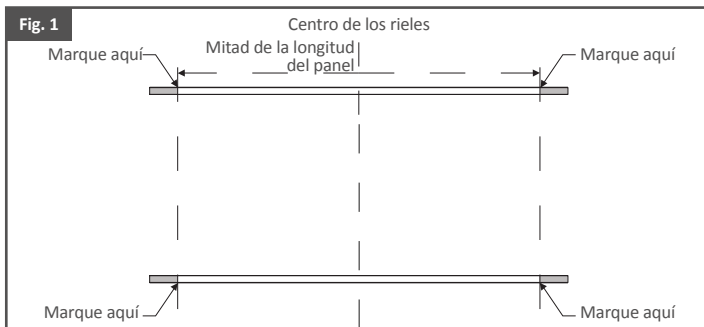 Fig. 1
Centro de los rieles
Marque aquí
Mitad de la longitud
del panel
Marque aquí
Marque aquí
Marque aquí